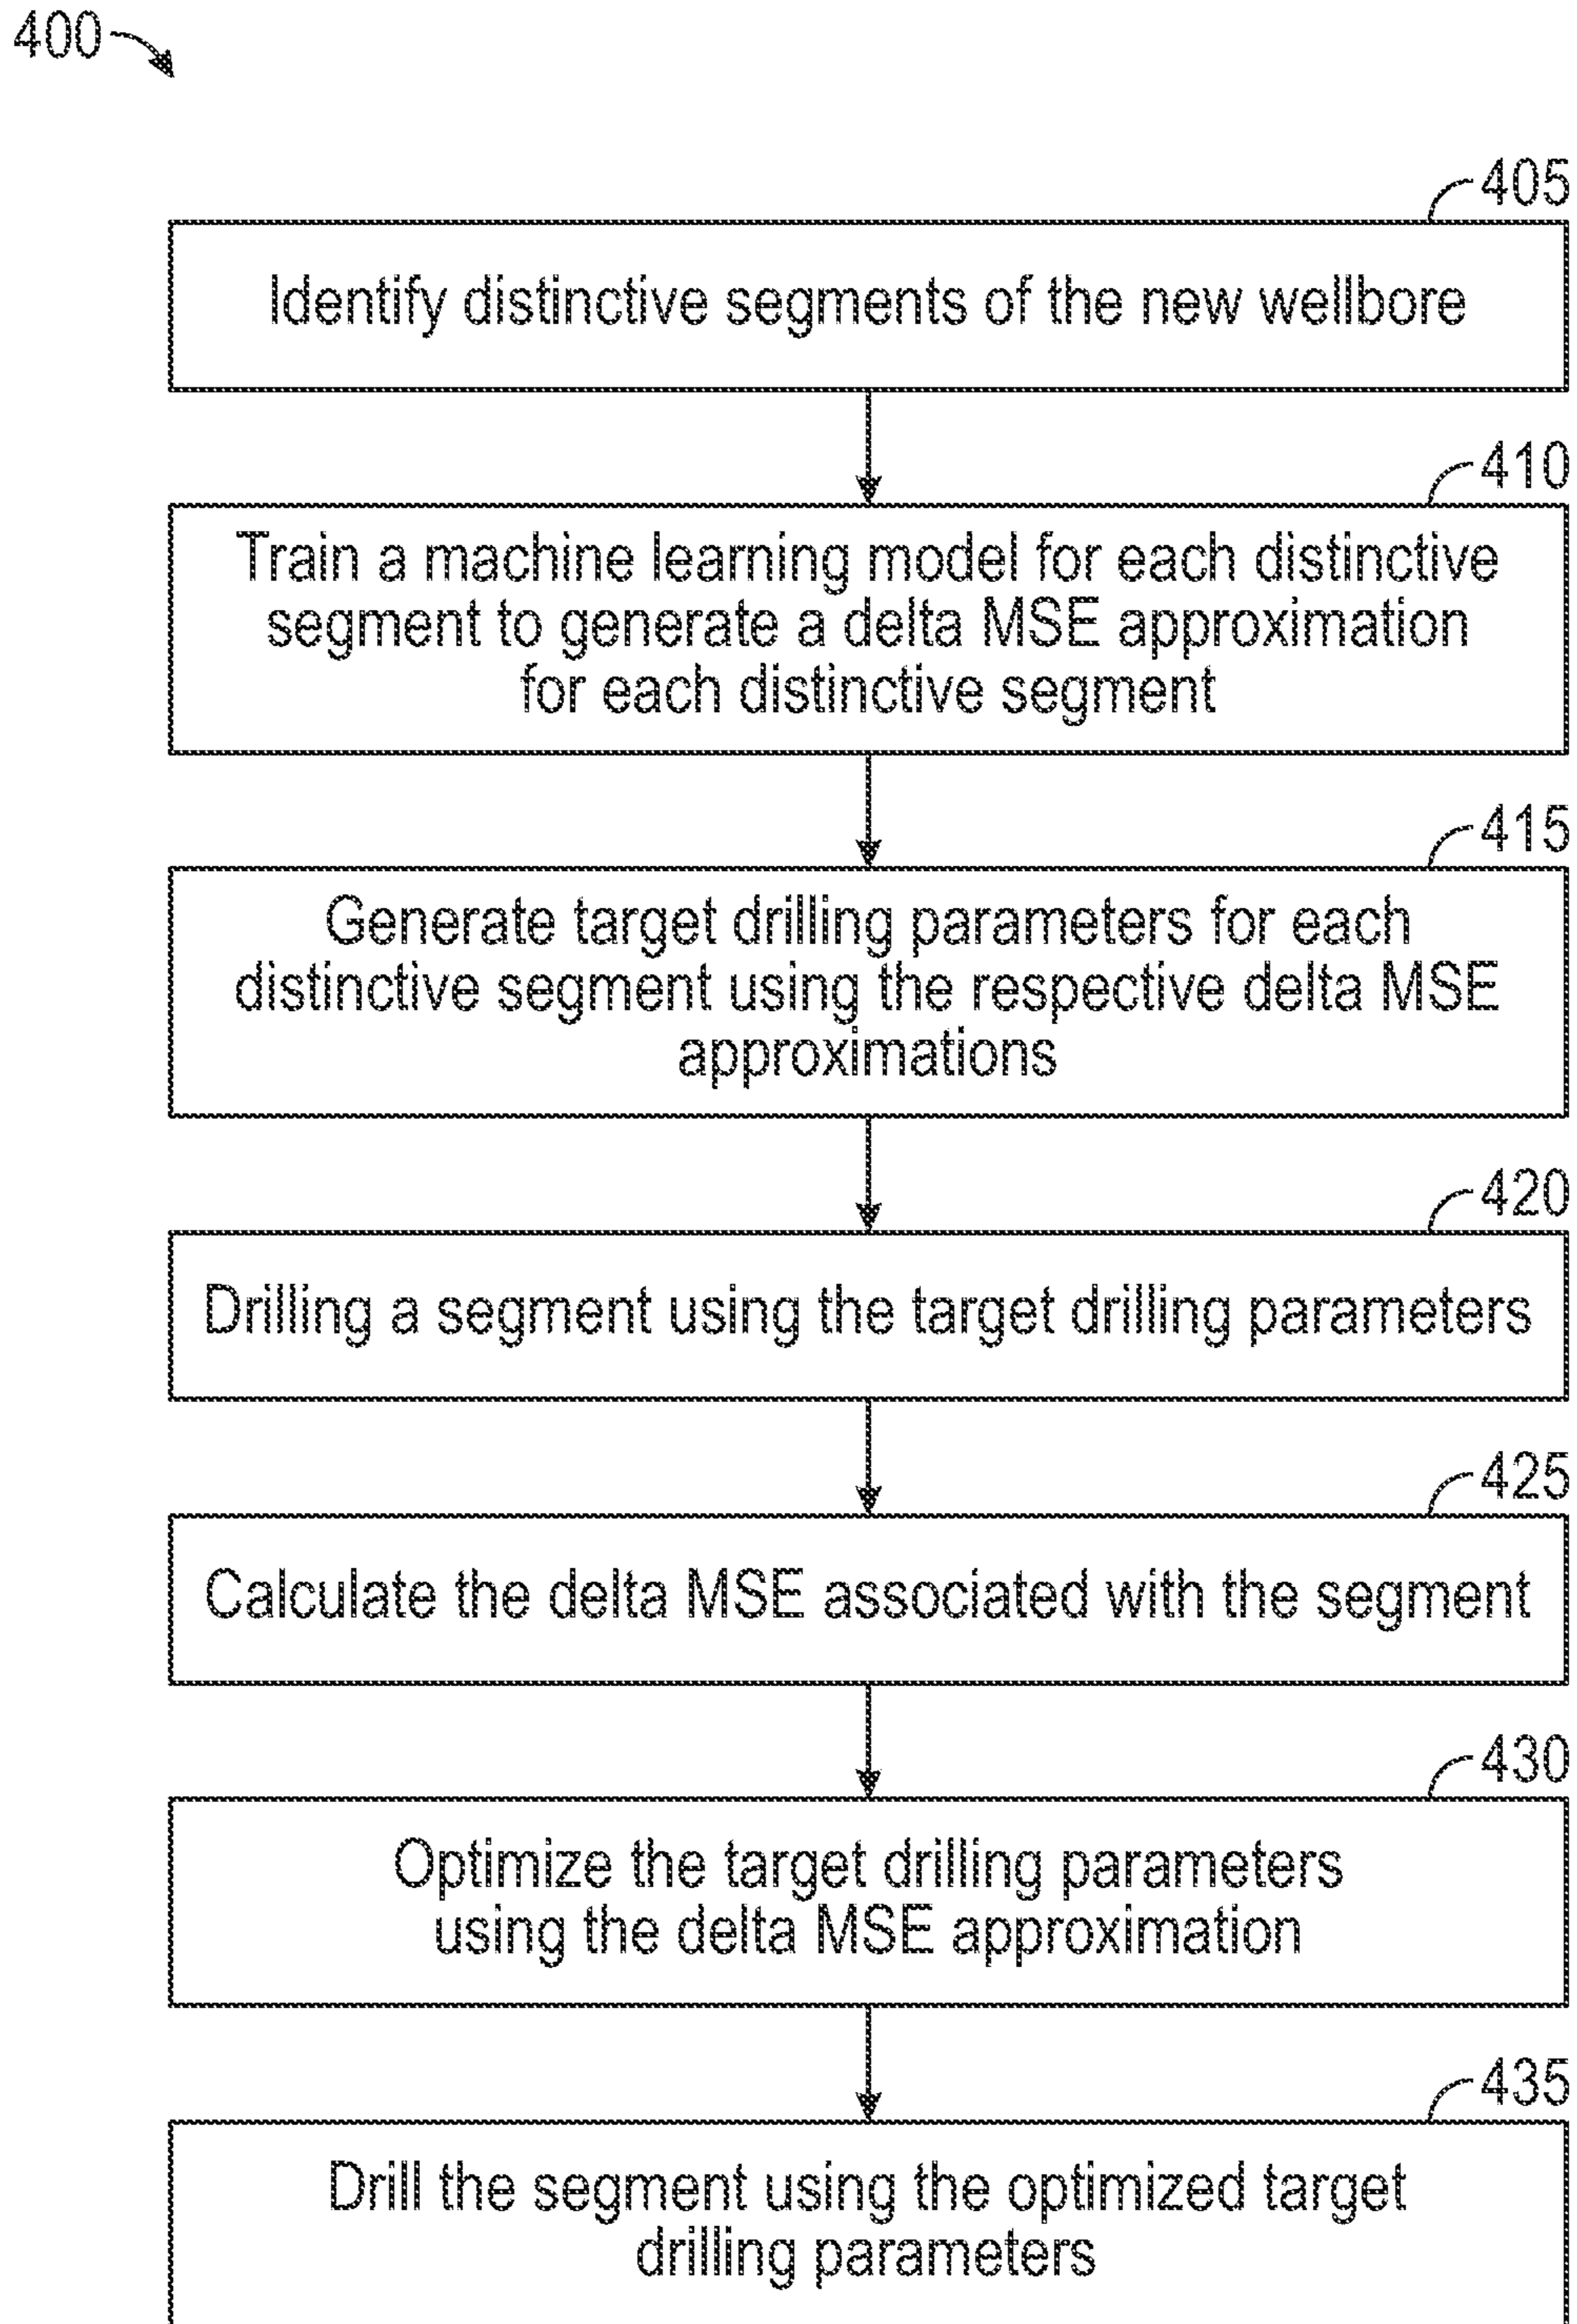 400
405
Identify distinctive segments of the new wellbore
410
Train a machine learning model for each distinctive
segment to generate a delta MSE approximation
for each distinctive segment
415
Generate target drilling parameters for each
distinctive segment using the respective delta MSE
approximations
420
Drilling a segment using the target drilling parameters
425
Calculate the delta MSE associated with the segment
430
Optimize the target drilling parameters
using the delta MSE approximation
435
Drill the segment using the optimized target
drilling parameters